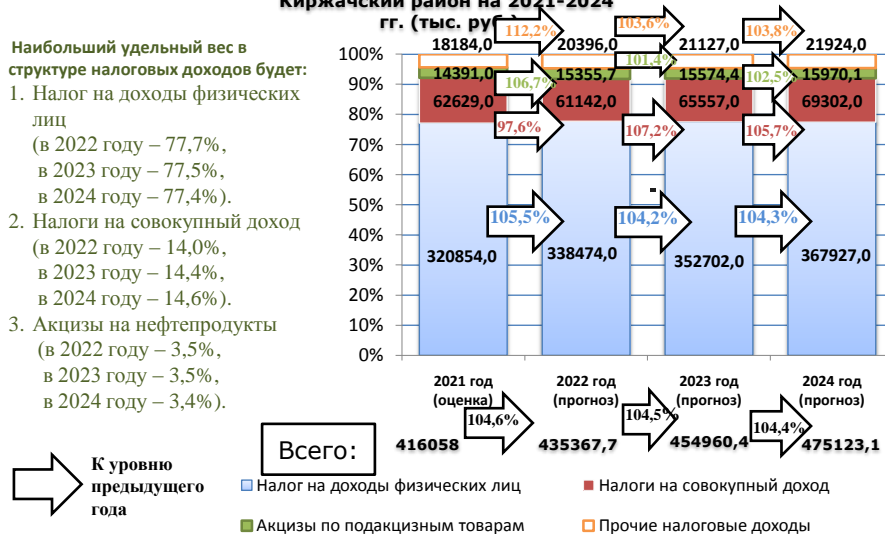 Киржачский район на 2021-2024
гг. (тыс. руб.)
Наибольший удельный вес в
структуре налоговых доходов будет:
1. Налог на доходы физических
лиц
(в 2022 году – 77,7%,
в 2023 году – 77,5%,
в 2024 году – 77,4%).
2. Налоги на совокупный доход
(в 2022 году – 14,0%,
в 2023 году – 14,4%,
в 2024 году – 14,6%).
3. Акцизы на нефтепродукты
(в 2022 году – 3,5%,
в 2023 году – 3,5%,
в 2024 году – 3,4%).
К уровню
предыдущего
года
112,2% 103,6% 103,8%
18184,0 20396,0 21127,0 21924,0
100%
101,4%
14391,0 15355,7 15574,4 15970,1
90%
106,7% 102,5%
62629,0 61142,0 65557,0 69302,0
80%
97,6% 107,2% 105,7%
70%
60%
50%
105,5% 104,2% 104,3%
40%
320854,0 338474,0 352702,0 367927,0
30%
20%
10%
0%
2021 год 2022 год 2023 год 2024 год
(оценка) (прогноз) (прогноз) (прогноз)
104,6% 104,5% 104,4%
Всего: 416058 435367,7 454960,4 475123,1
Налог на доходы физических лиц Налоги на совокупный доход
Акцизы по подакцизным товарам Прочие налоговые доходы